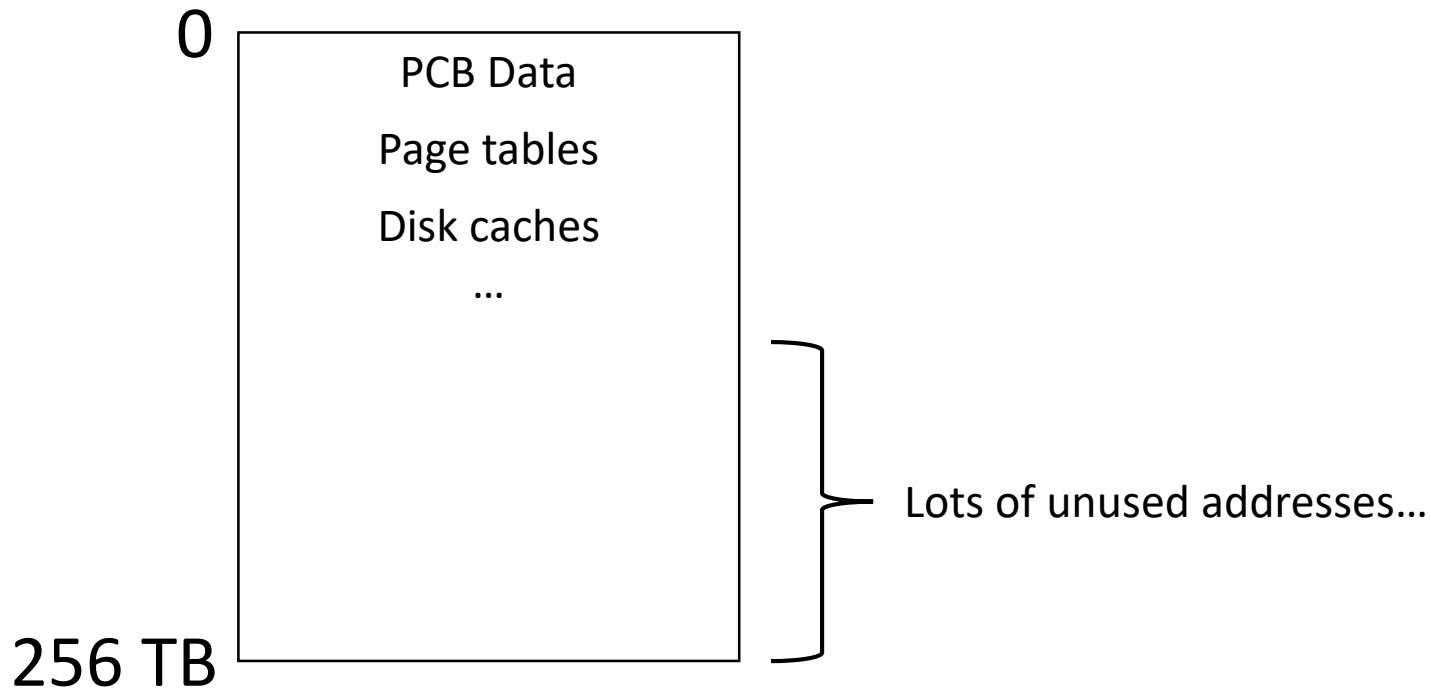 0
PCB Data
Page tables
Disk caches
…
Lots of unused addresses…
256 TB